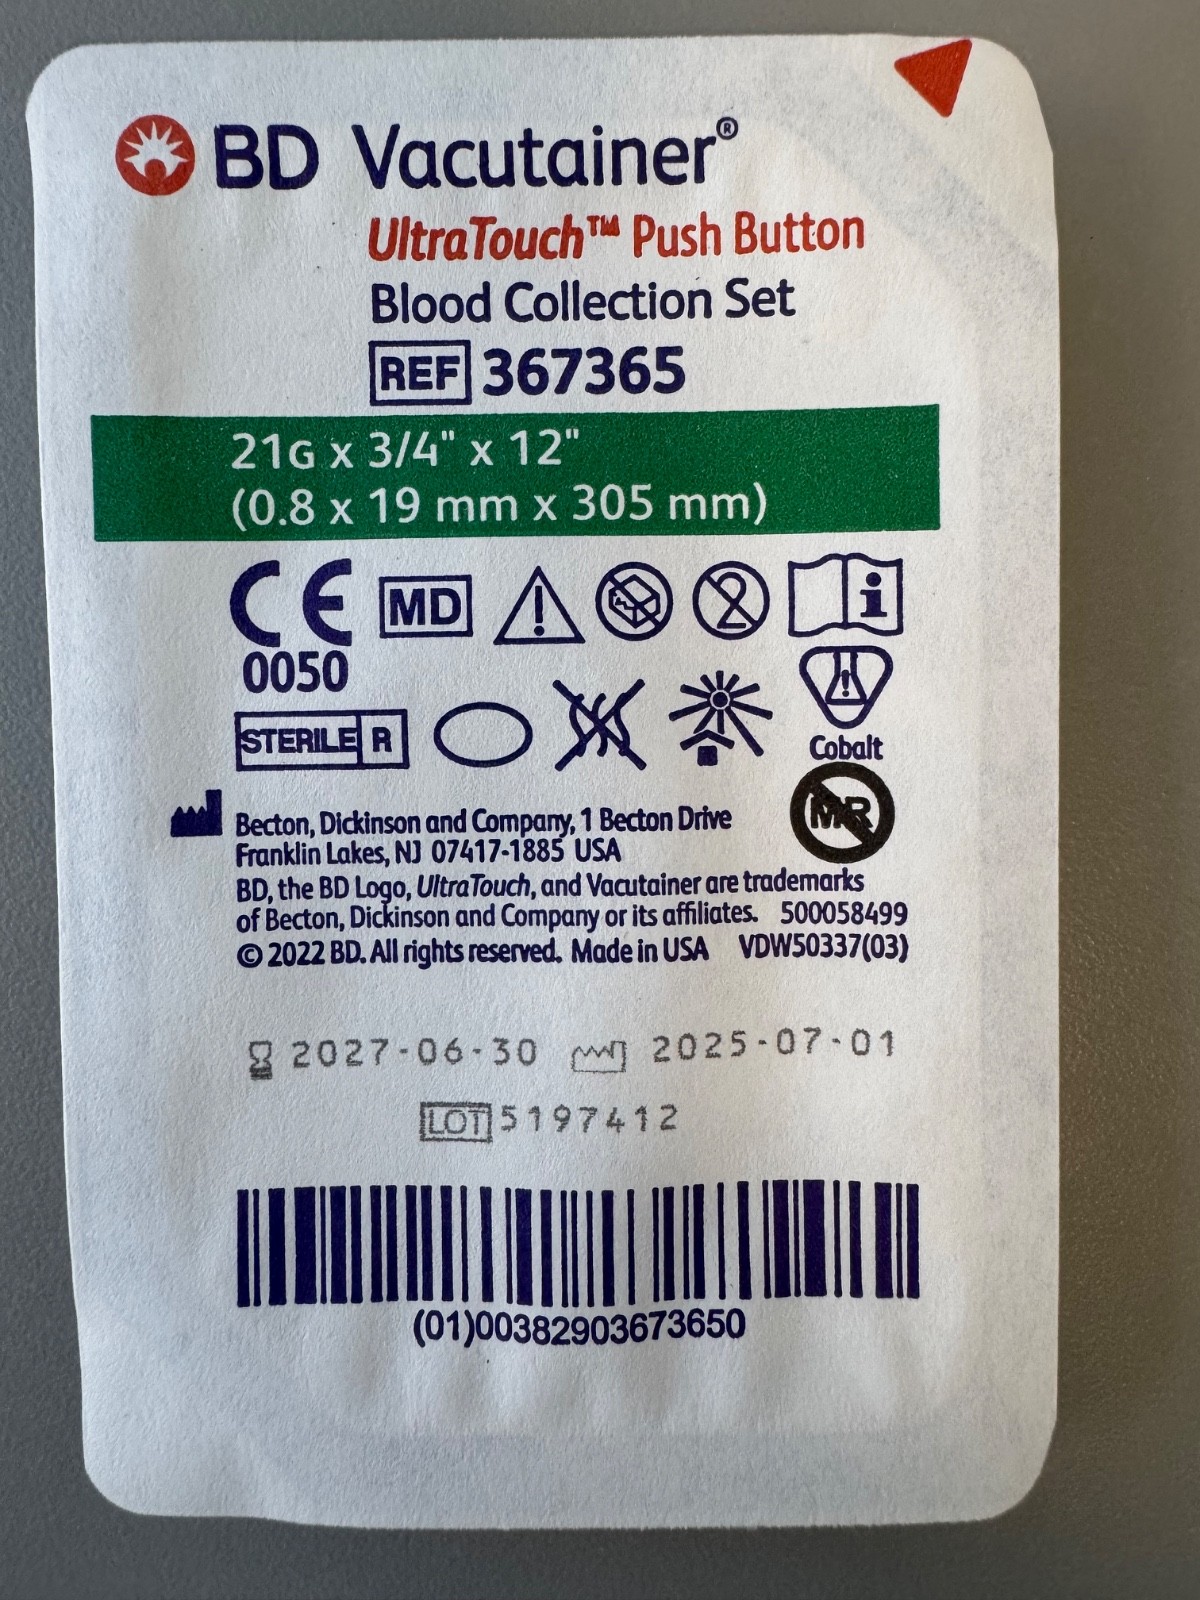 BD Vacutainer®
UltraTouch™ Push Button
Blood Collection Set
REF 367365
21G x 3/4" x 12"
(0.8 x 19 mm x 305 mm)
CE MD 2 i
0050
STERILE R
Cobalt
MR
Becton, Dickinson and Company, 1 Becton Drive
Franklin Lakes, NJ 07417-1885 USA
BD, the BD Logo, UltraTouch, and Vacutainer are trademarks
of Becton, Dickinson and Company or its affiliates. 500058499
© 2022 BD. All rights reserved. Made in USA VDW50337(03)
2027-06-30 2025-07-01
LOT 5197412
(01)00382903673650